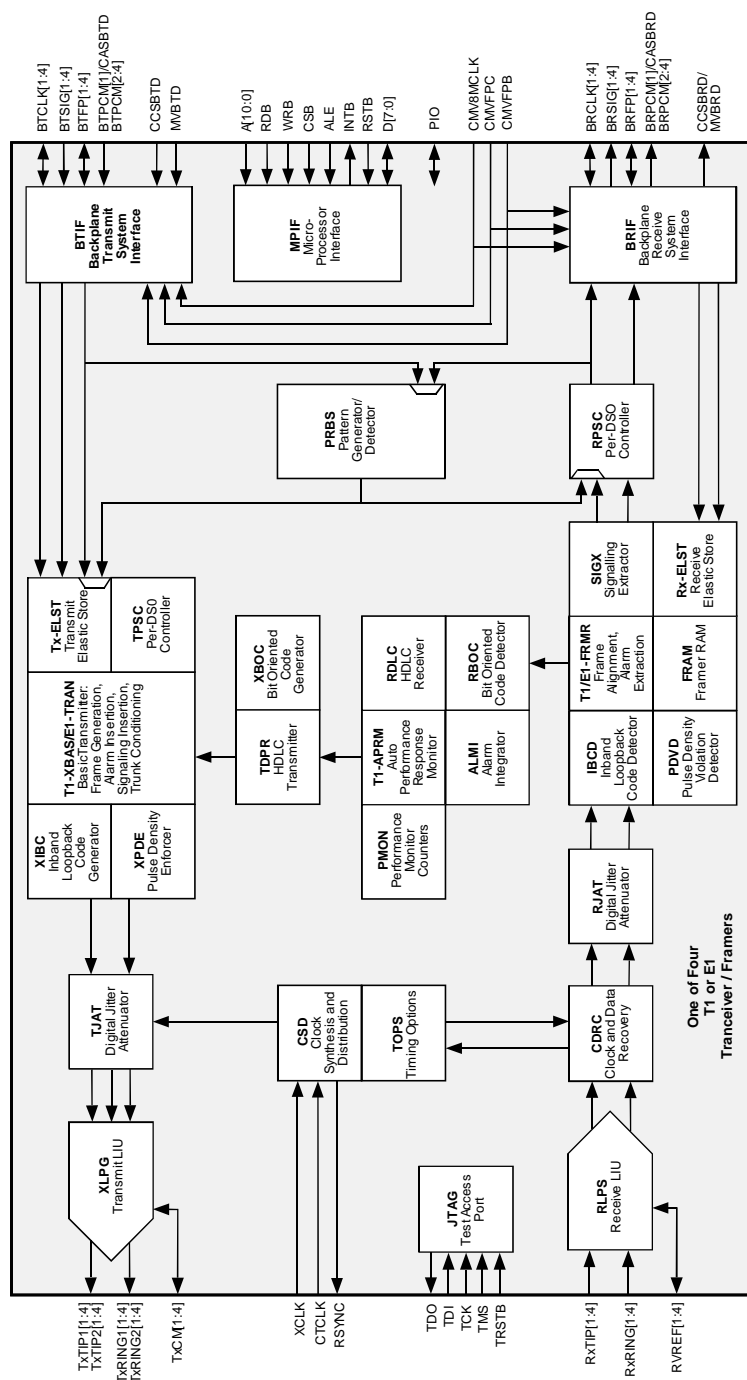 BTCLK[1:4]
BTSIG[1:4]
BTFP[1:4]
BTPCM[1]/CASBTD
BTPCM[2:4]
CCSBTD
MVBTD
A[10:0]
RDB
WRB
CSB
ALE
INTB
RSTB
D[7:0]
PIO
CMV8MCLK
CMVFPC
CMVFPB
BRCLK[1:4]
BRSIG[1:4]
BRFP[1:4]
BRPCM[1]/CASBRD
BRPCM[2:4]
CCSBRD/
MVBRD
BTIF
Backplane
Transmit
System
Interface
MPIF
Micro-
Processor
Interface
BRIF
Backplane
Receive
System
Interface
PRBS
Pattern
Generator/
Detector
RPSC
Per-DSO
Controller
Tx-ELST
Transmit
Elastic Store
TPSC
Per-DS0
Controller
T1-XBAS/E1-TRAN
BasicTransmitter:
Frame Generation,
Alarm Insertion,
Signaling Insertion,
Trunk Conditioning
XIBC
Inband
Loopback
Code
Generator
XPDE
Pulse Density
Enforcer
XBOC
Bit Oriented
Code
Generator
TDPR
HDLC
Transmitter
RDLC
HDLC
Receiver
RBOC
Bit Oriented
Code Detector
T1-APRM
Auto
Performance
Response
Monitor
ALMI
Alarm
Integrator
PMON
Performance
Monitor
Counters
SIGX
Signalling
Extractor
Rx-ELST
Receive
Elastic Store
T1/E1-FRMR
Frame
Alignment,
Alarm
Extraction
FRAM
Framer RAM
IBCD
Inband
Loopback
Code Detector
PDVD
Pulse Density
Violation
Detector
TJAT
Digital Jitter
Attenuator
CSD
Clock
Synthesis and
Distribution
TOPS
Timing Options
RJAT
Digital Jitter
Attenuator
CDRC
Clock and Data
Recovery
One of Four
T1 or E1
Tranceiver / Framers
XLPG
Transmit LIU
JTAG
Test Access
Port
RLPS
Receive LIU
TxTIP1[1:4]
TxTIP2[1:4]
TxRING1[1:4]
TxRING2[1:4]
TxCM[1:4]
XCLK
CTCLK
RSYNC
TDO
TDI
TCK
TMS
TRSTB
RxTIP[1:4]
RxRING[1:4]
RVREF[1:4]